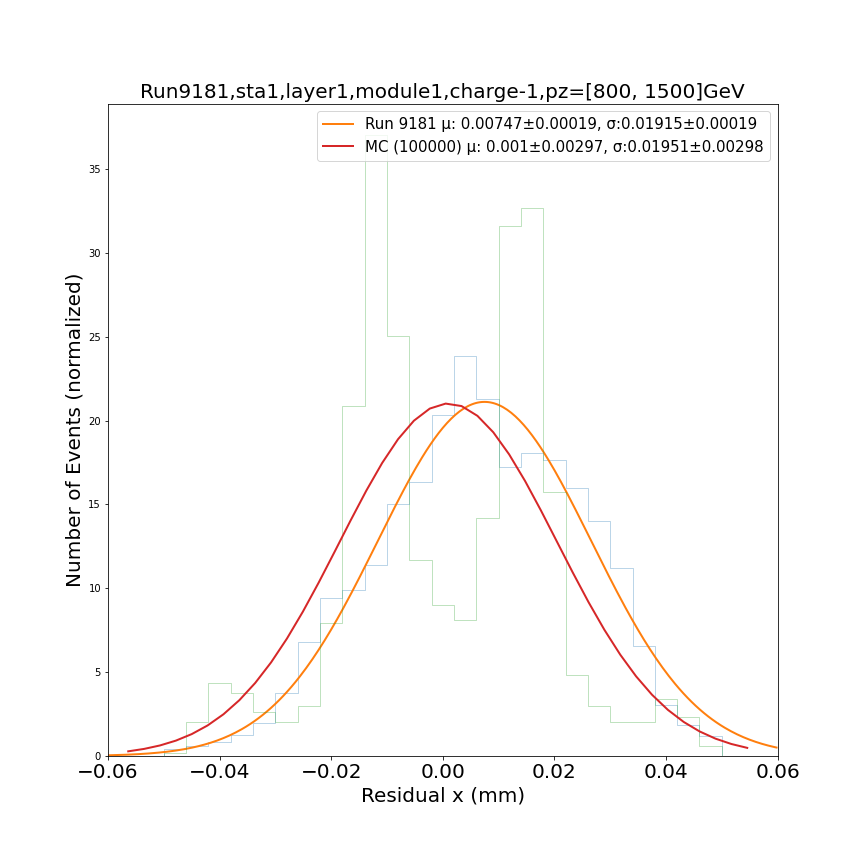 Run9181,sta1,layer1,module1,charge-1,pz=[800, 1500]GeV
Run 9181 μ: 0.00747±0.00019, σ:0.01915±0.00019
MC (100000) μ: 0.001±0.00297, σ:0.01951±0.00298
Number of Events (normalized)
35
30
25
20
15
10
5
0
−0.06 −0.04 −0.02 0.00 0.02 0.04 0.06
Residual x (mm)